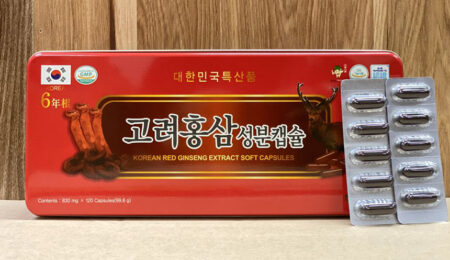 KOREA
GMP
6年根
대한민국특산품
고려홍삼성분캡슐
KOREAN RED GINSENG EXTRACT SOFT CAPSULES
Contents : 830 mg × 120 Capsules(99.6 g)